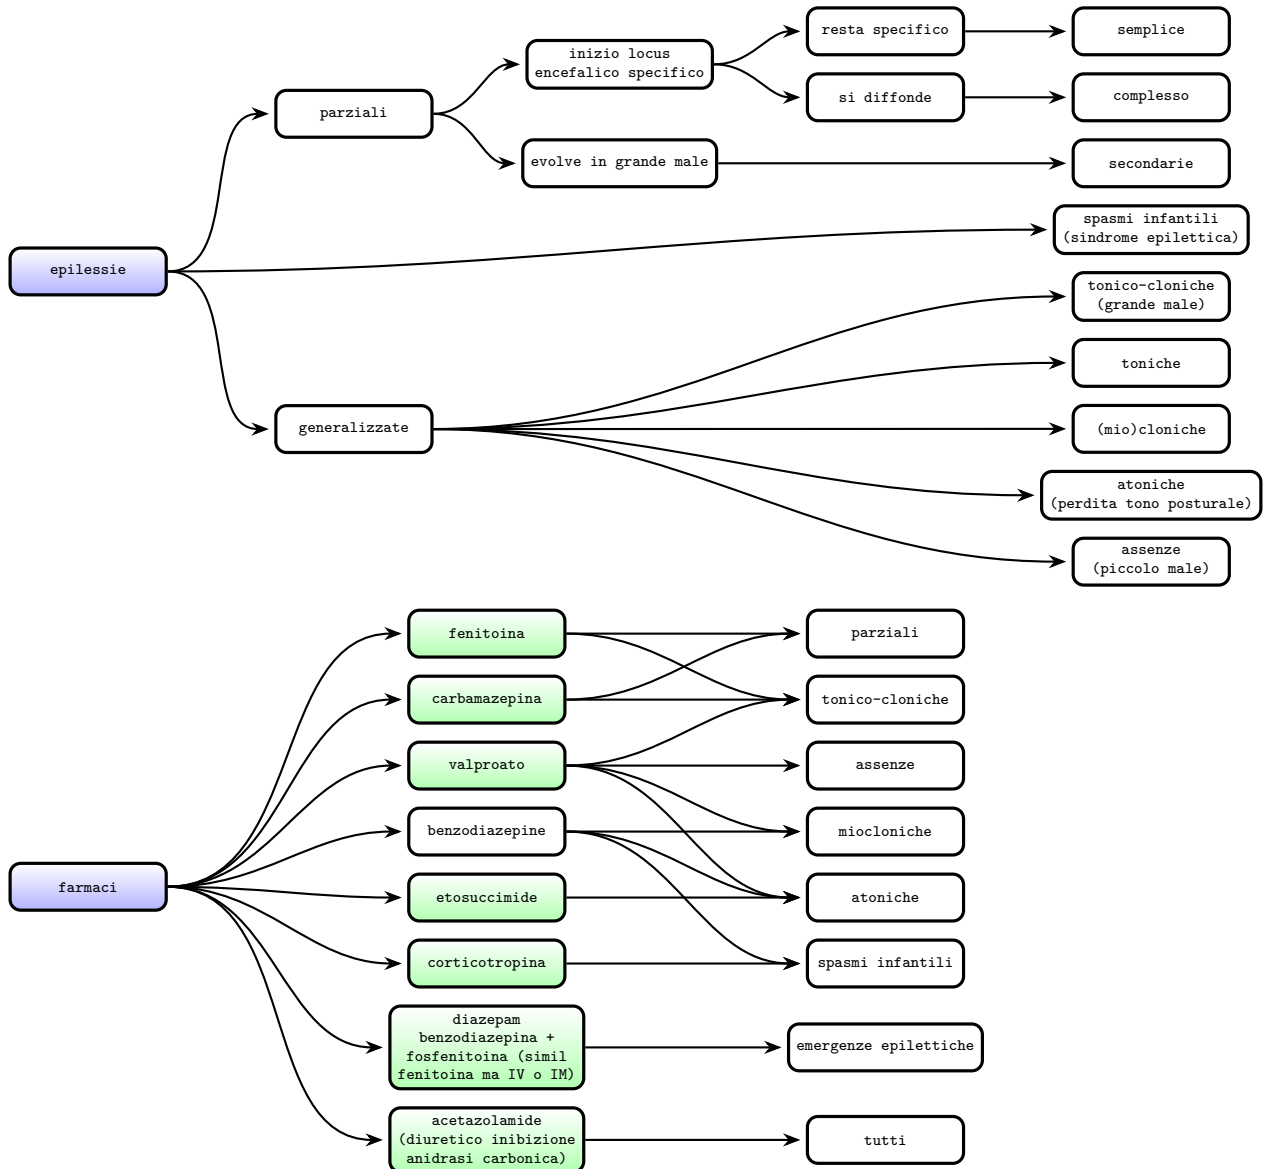 resta specifico
semplice
inizio locus
encefalico specifico
si diffonde
complesso
parziali
evolve in grande male
secondarie
spasmi infantili
(sindrome epilettica)
epilessie
tonico-cloniche
(grande male)
toniche
generalizzate
(mio)cloniche
atoniche
(perdita tono posturale)
assenze
(piccolo male)
fenitoina
parziali
carbamazepina
tonico-cloniche
valproato
assenze
benzodiazepine
miocloniche
farmaci
etosuccimide
atoniche
corticotropina
spasmi infantili
diazepam
benzodiazepina +
fosfenitoina (simil
fenitoina ma IV o IM)
emergenze epilettiche
acetazolamide
(diuretico inibizione
anidrasi carbonica)
tutti